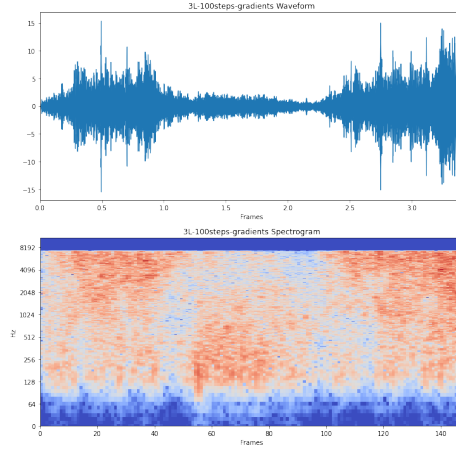 3L-100steps-gradients Waveform
15
10
5
0
−5
−10
−15
0.0 0.5 1.0 1.5 2.0 2.5 3.0
Frames
3L-100steps-gradients Spectrogram
8192
4096
2048
1024
512
256
128
64
0
Hz
0 20 40 60 80 100 120 140
Frames